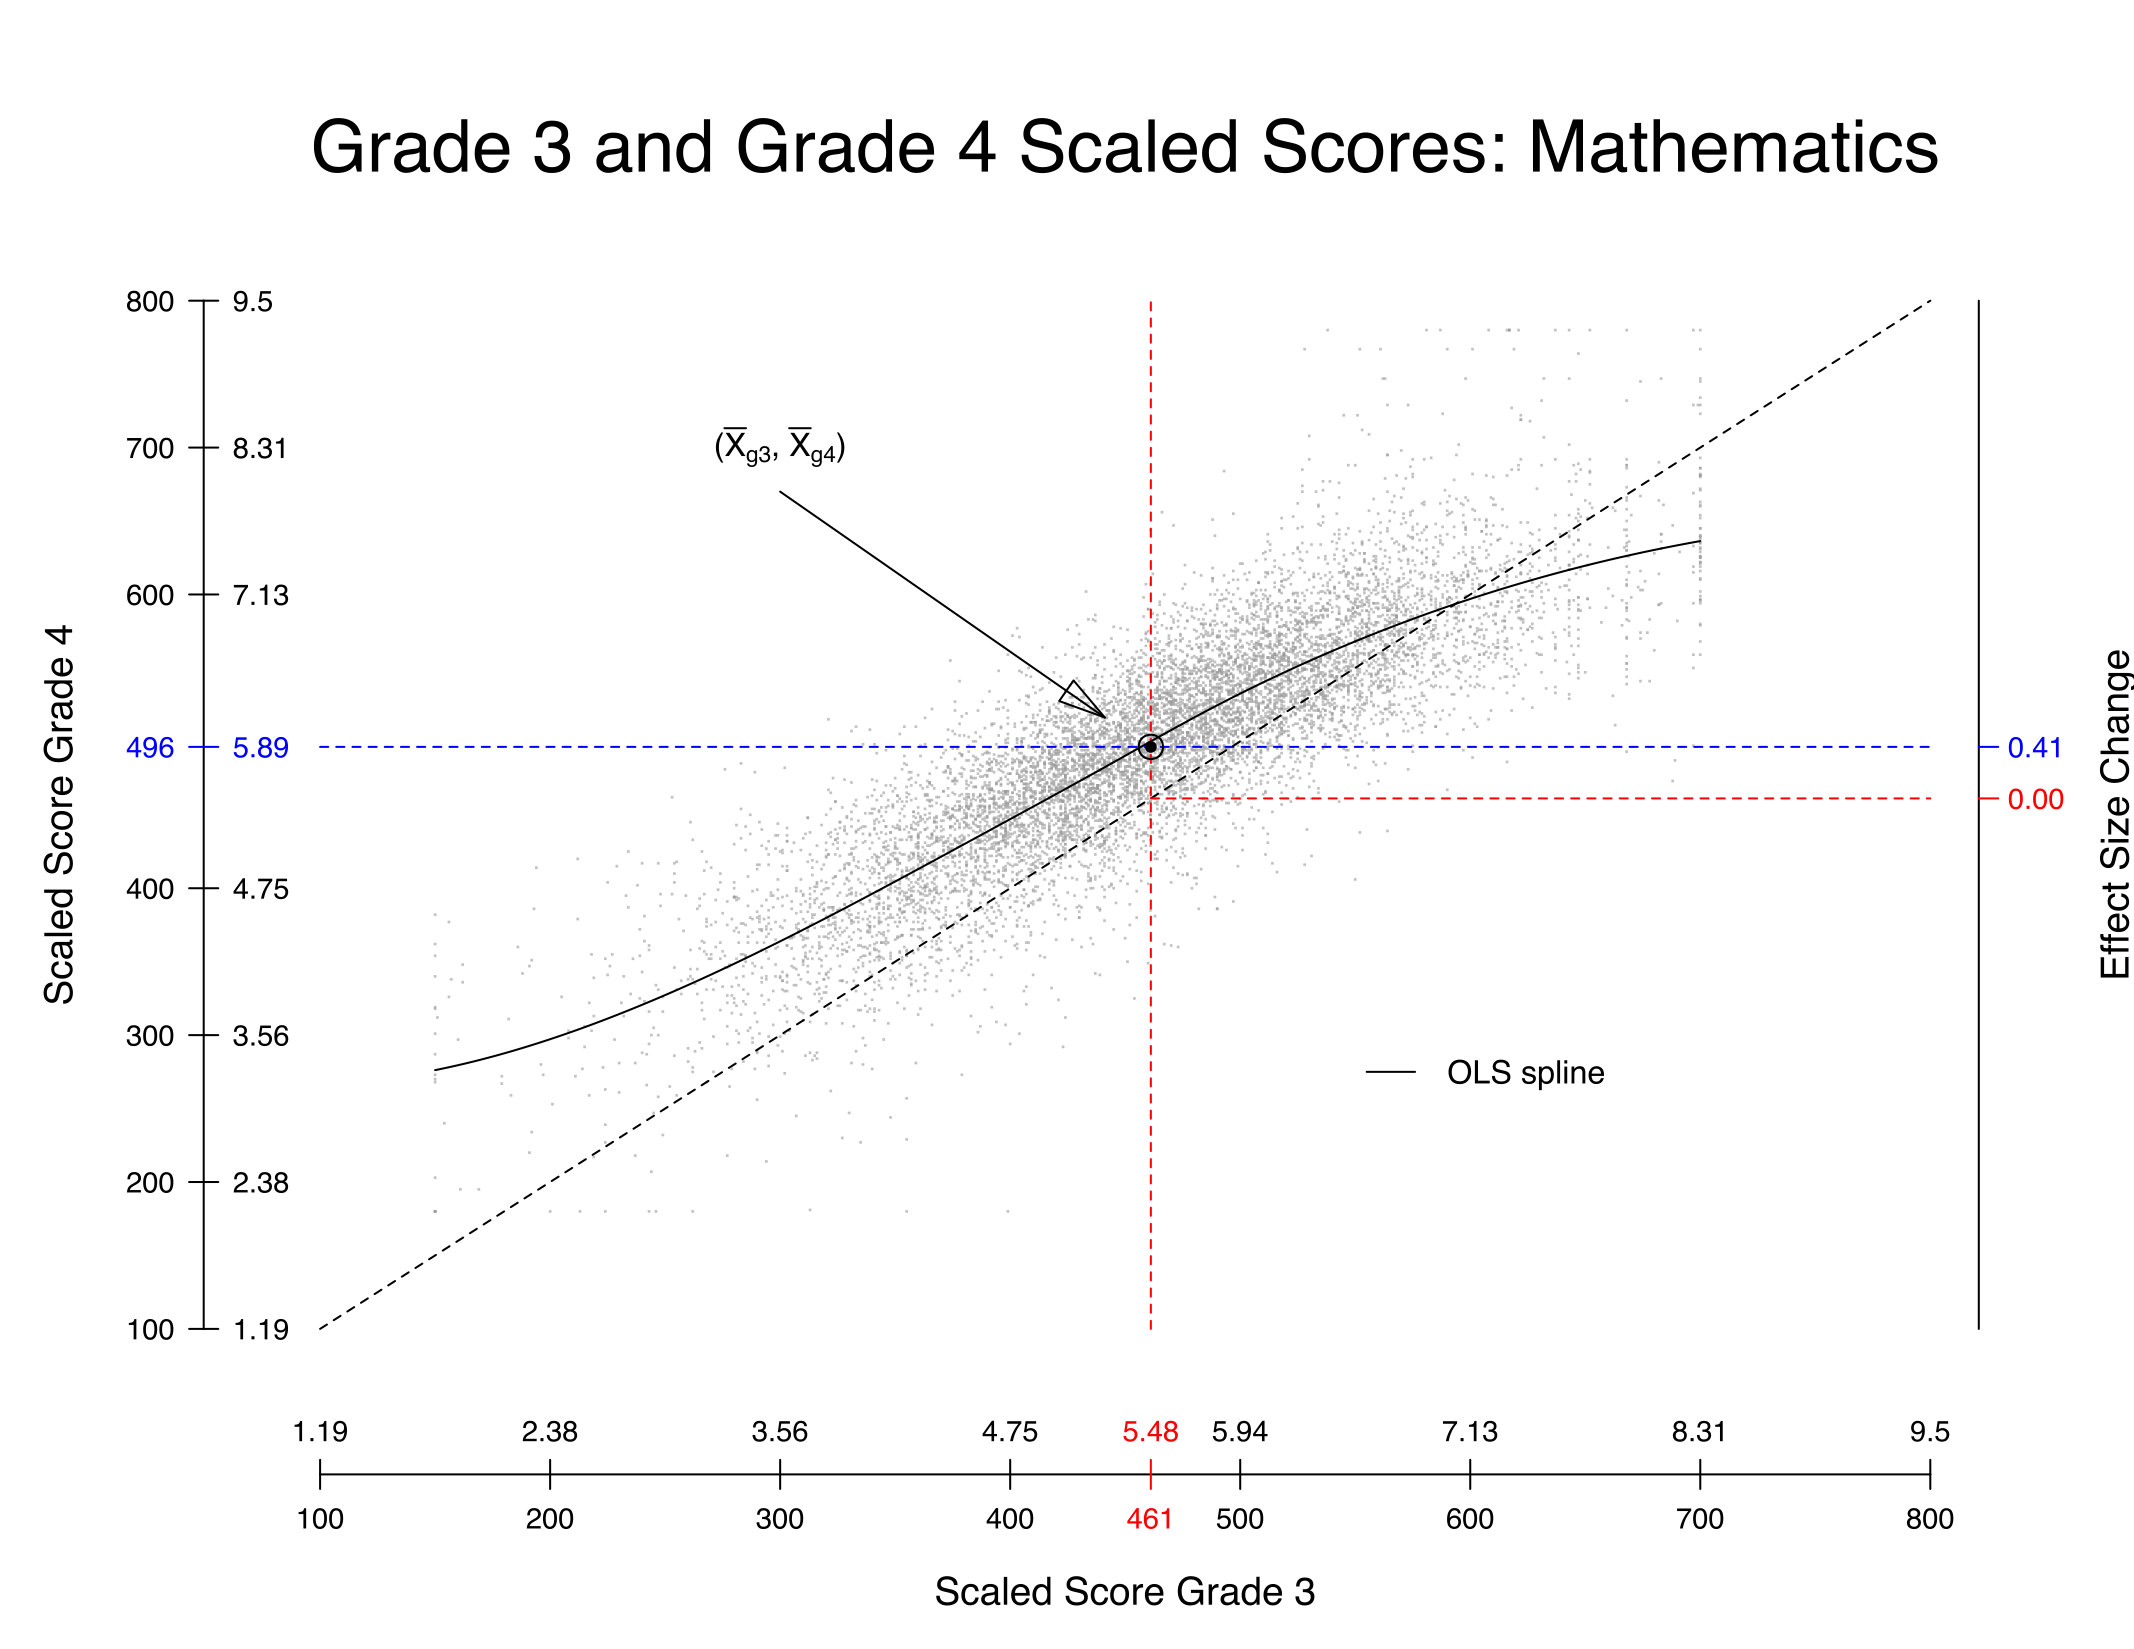 Grade 3 and Grade 4 Scaled Scores: Mathematics
800 9.5
700 8.31
(X̅g3, X̅g4)
600 7.13
496 5.89
0.41
0.00
400 4.75
300 3.56
200 2.38
100 1.19
Scaled Score Grade 4
Effect Size Change
OLS spline
1.19 2.38 3.56 4.75 5.48 5.94 7.13 8.31 9.5
100 200 300 400 461 500 600 700 800
Scaled Score Grade 3